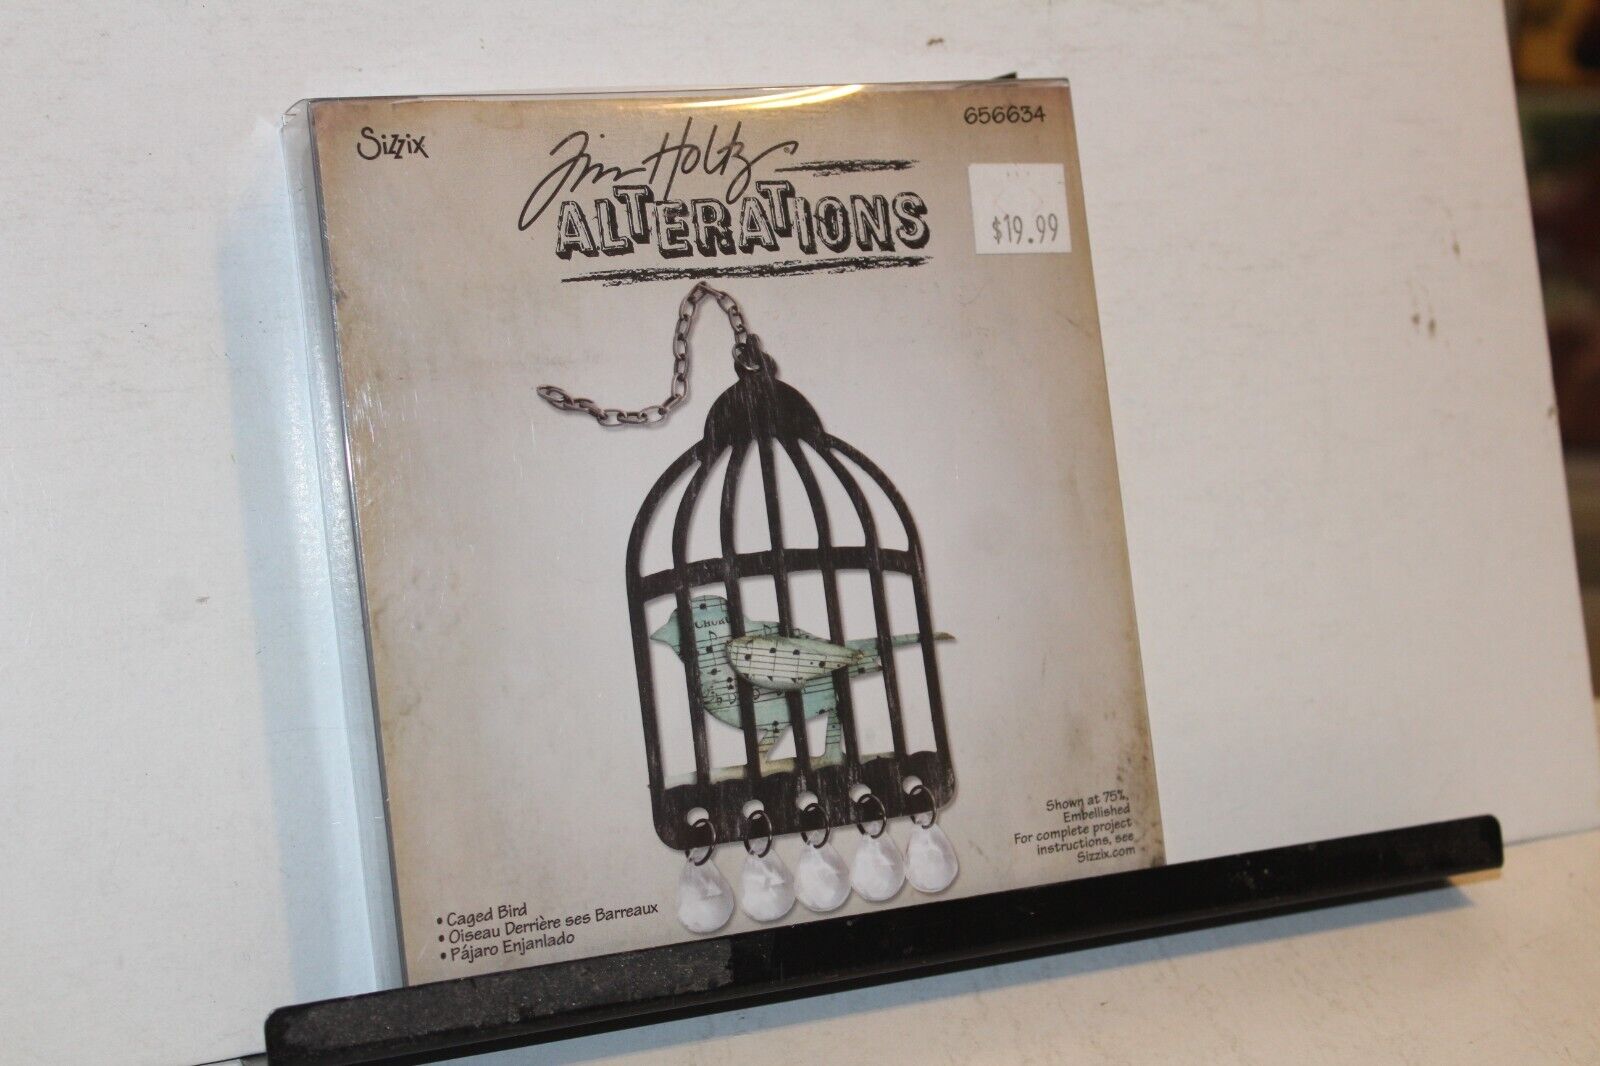 Sizzix
656634
Tim Holtz®
ALTERATIONS
$19.99
CHORU
Shown at 75%,
Embellished
For complete project
instructions, see
Sizzix.com
• Caged Bird
• Oiseau Derrière ses Barreaux
• Pájaro Enjanlado